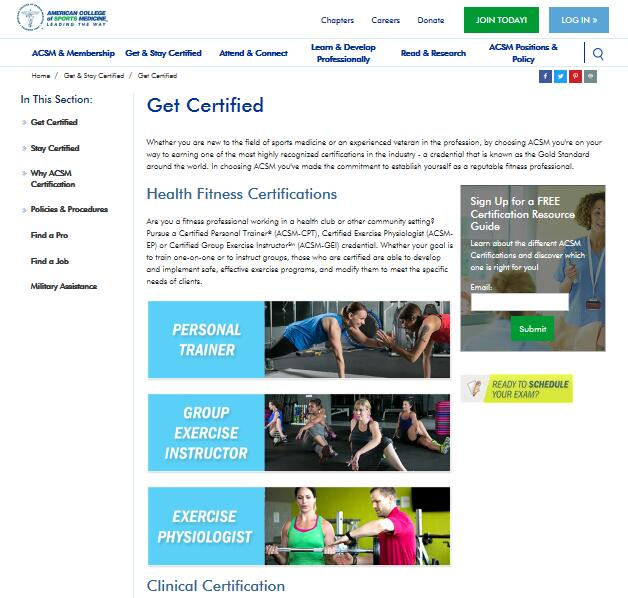 AMERICAN COLLEGE
of SPORTS MEDICINE
LEADING THE WAY
Chapters
Careers
Donate
JOIN TODAY!
LOG IN »
ACSM & Membership
Get & Stay Certified
Attend & Connect
Learn & Develop
Professionally
Read & Research
ACSM Positions &
Policy
Home / Get & Stay Certified / Get Certified
In This Section:
» Get Certified
» Stay Certified
» Why ACSM
Certification
» Policies & Procedures
Find a Pro
Find a Job
Military Assistance
Get Certified
Whether you are new to the field of sports medicine or an experienced veteran in the profession, by choosing ACSM you're on your
way to earning one of the most highly recognized certifications in the industry - a credential that is known as the Gold Standard
around the world. In choosing ACSM you've made the commitment to establish yourself as a reputable fitness professional.
Health Fitness Certifications
Are you a fitness professional working in a health club or other community setting?
Pursue a Certified Personal Trainer® (ACSM-CPT), Certified Exercise Physiologist (ACSM-
EP) or Certified Group Exercise Instructor℠ (ACSM-GEI) credential. Whether your goal is
to train one-on-one or to instruct groups, those who are certified are able to develop
and implement safe, effective exercise programs, and modify them to meet the specific
needs of clients.
PERSONAL
TRAINER
GROUP
EXERCISE
INSTRUCTOR
EXERCISE
PHYSIOLOGIST
Clinical Certification
Sign Up for a FREE
Certification Resource
Guide
Learn about the different ACSM
Certifications and discover which
one is right for you!
Email:
Submit
READY TO SCHEDULE
YOUR EXAM?